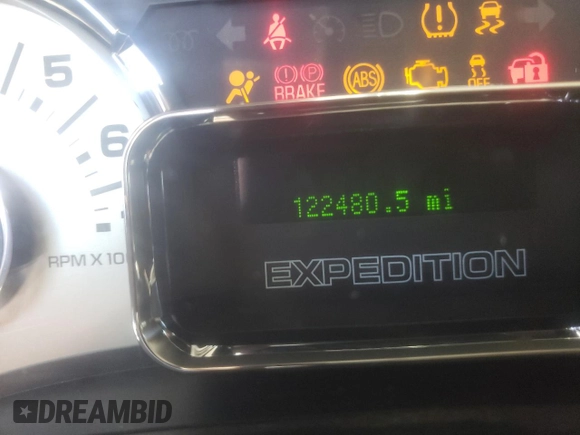 5
6
(P)
BRAKE
ABS
OFF
RPM X 10
122480.5 mi
EXPEDITION
DREAMBID